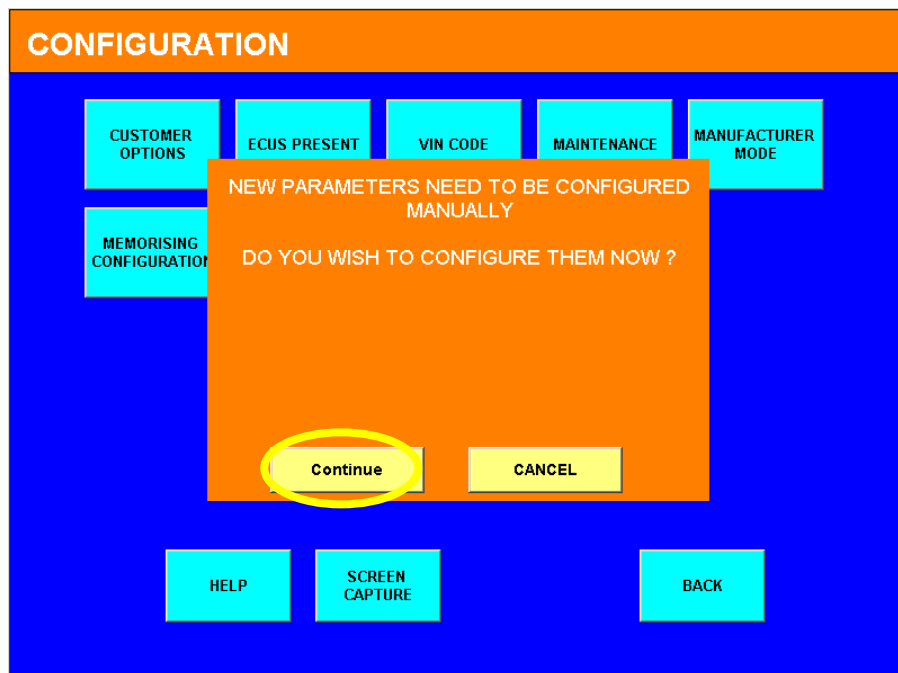 CONFIGURATION
CUSTOMER
OPTIONS
ECUS PRESENT
VIN CODE
MAINTENANCE
MANUFACTURER
MODE
NEW PARAMETERS NEED TO BE CONFIGURED
MANUALLY
MEMORISING
CONFIGURATION
DO YOU WISH TO CONFIGURE THEM NOW ?
Continue
CANCEL
HELP
SCREEN
CAPTURE
BACK